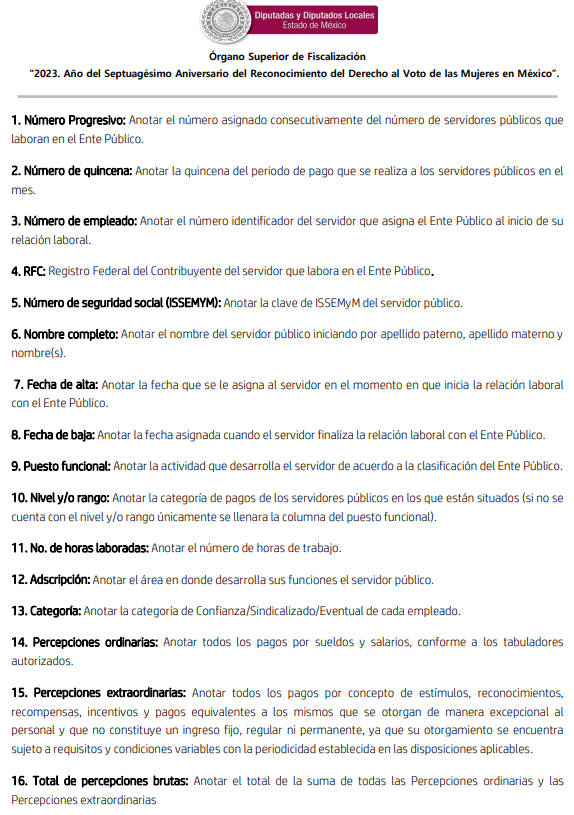 Diputadas y Diputados Locales
Estado de México
Órgano Superior de Fiscalización
"2023. Año del Septuagésimo Aniversario del Reconocimiento del Derecho al Voto de las Mujeres en México".
1. Número Progresivo: Anotar el número asignado consecutivamente del número de servidores públicos que
laboran en el Ente Público.
2. Número de quincena: Anotar la quincena del periodo de pago que se realiza a los servidores públicos en el
mes.
3. Número de empleado: Anotar el número identificador del servidor que asigna el Ente Público al inicio de su
relación laboral.
4. RFC: Registro Federal del Contribuyente del servidor que labora en el Ente Público.
5. Número de seguridad social (ISSEMYM): Anotar la clave de ISSEMyM del servidor público.
6. Nombre completo: Anotar el nombre del servidor público iniciando por apellido paterno, apellido materno y
nombre(s).
7. Fecha de alta: Anotar la fecha que se le asigna al servidor en el momento en que inicia la relación laboral
con el Ente Público.
8. Fecha de baja: Anotar la fecha asignada cuando el servidor finaliza la relación laboral con el Ente Público.
9. Puesto funcional: Anotar la actividad que desarrolla el servidor de acuerdo a la clasificación del Ente Público.
10. Nivel y/o rango: Anotar la categoría de pagos de los servidores públicos en los que están situados (si no se
cuenta con el nivel y/o rango únicamente se llenara la columna del puesto funcional).
11. No. de horas laboradas: Anotar el número de horas de trabajo.
12. Adscripción: Anotar el área en donde desarrolla sus funciones el servidor público.
13. Categoría: Anotar la categoría de Confianza/Sindicalizado/Eventual de cada empleado.
14. Percepciones ordinarias: Anotar todos los pagos por sueldos y salarios, conforme a los tabuladores
autorizados.
15. Percepciones extraordinarias: Anotar todos los pagos por concepto de estímulos, reconocimientos,
recompensas, incentivos y pagos equivalentes a los mismos que se otorgan de manera excepcional al
personal y que no constituye un ingreso fijo, regular ni permanente, ya que su otorgamiento se encuentra
sujeto a requisitos y condiciones variables con la periodicidad establecida en las disposiciones aplicables.
16. Total de percepciones brutas: Anotar el total de la suma de todas las Percepciones ordinarias y las
Percepciones extraordinarias